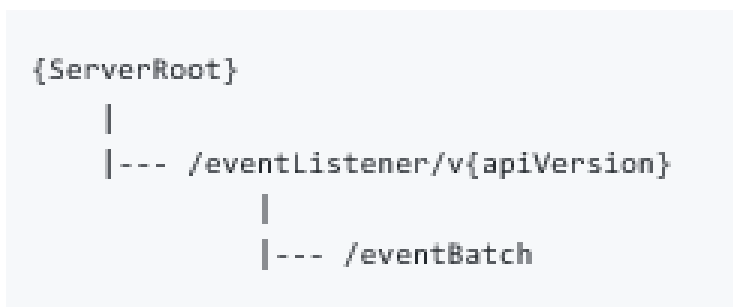 {ServerRoot}
|
|--- /eventListener/v{apiVersion}
|
|--- /eventBatch